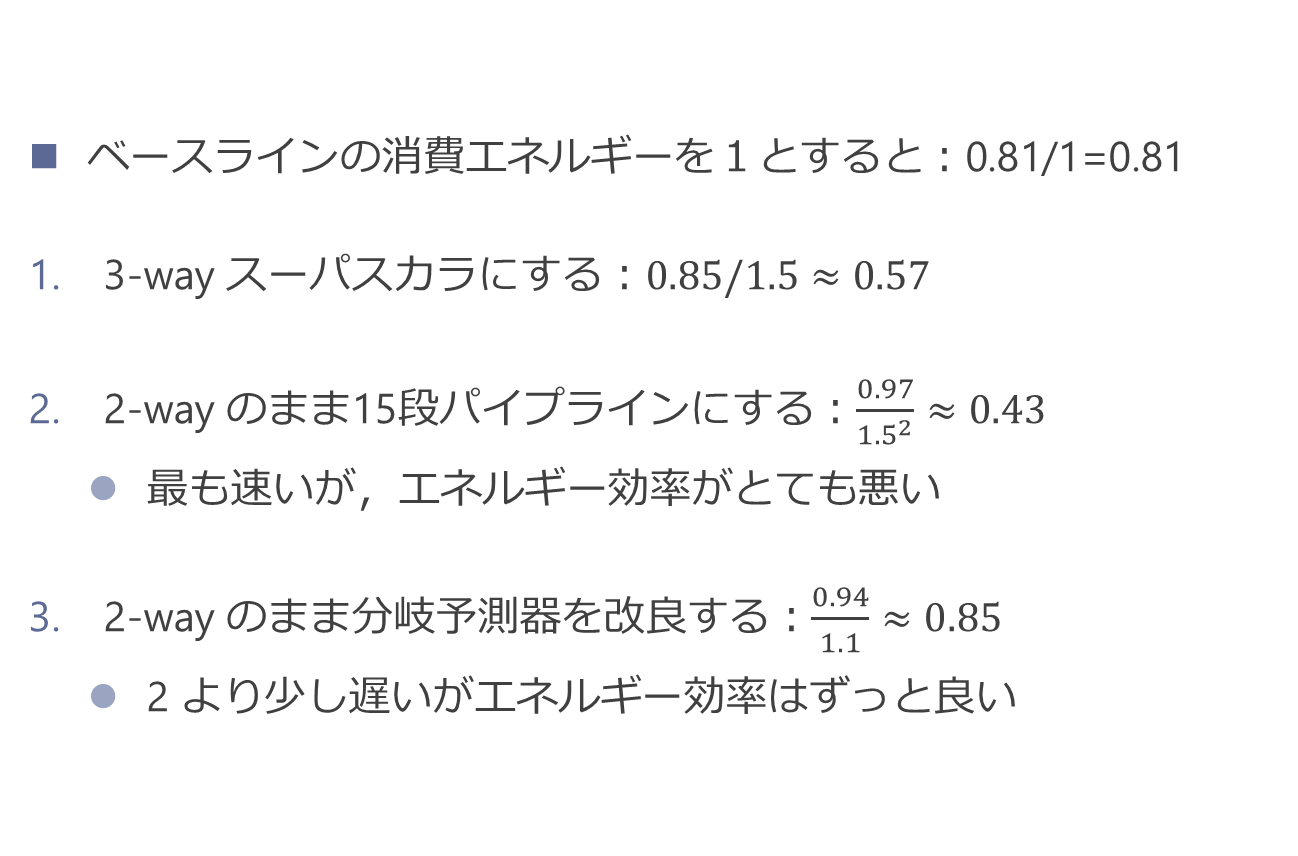 ■ ベースラインの消費エネルギーを 1 とすると：0.81/1=0.81
1. 3-way スーパスカラにする：0.85/1.5 ≈ 0.57
2. 2-way のまま15段パイプラインにする：0.97/1.5² ≈ 0.43
● 最も速いが，エネルギー効率がとても悪い
3. 2-way のまま分岐予測器を改良する：0.94/1.1 ≈ 0.85
● 2 より少し遅いがエネルギー効率はずっと良い